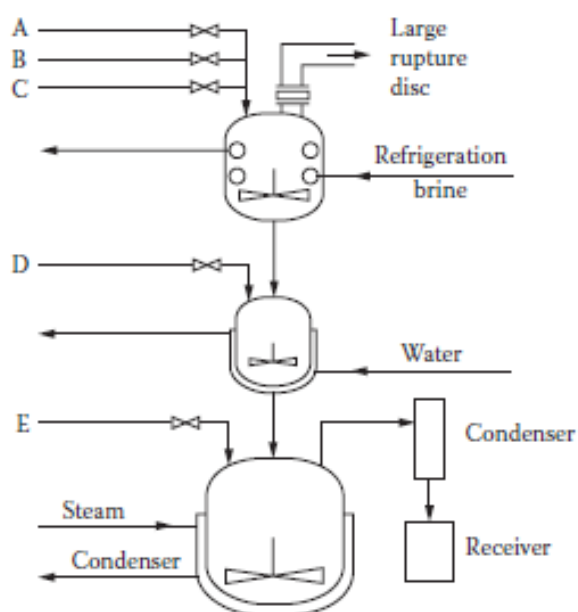 A
B
C
Large
rupture
disc
Refrigeration
brine
D
Water
E
Condenser
Steam
Condenser
Receiver